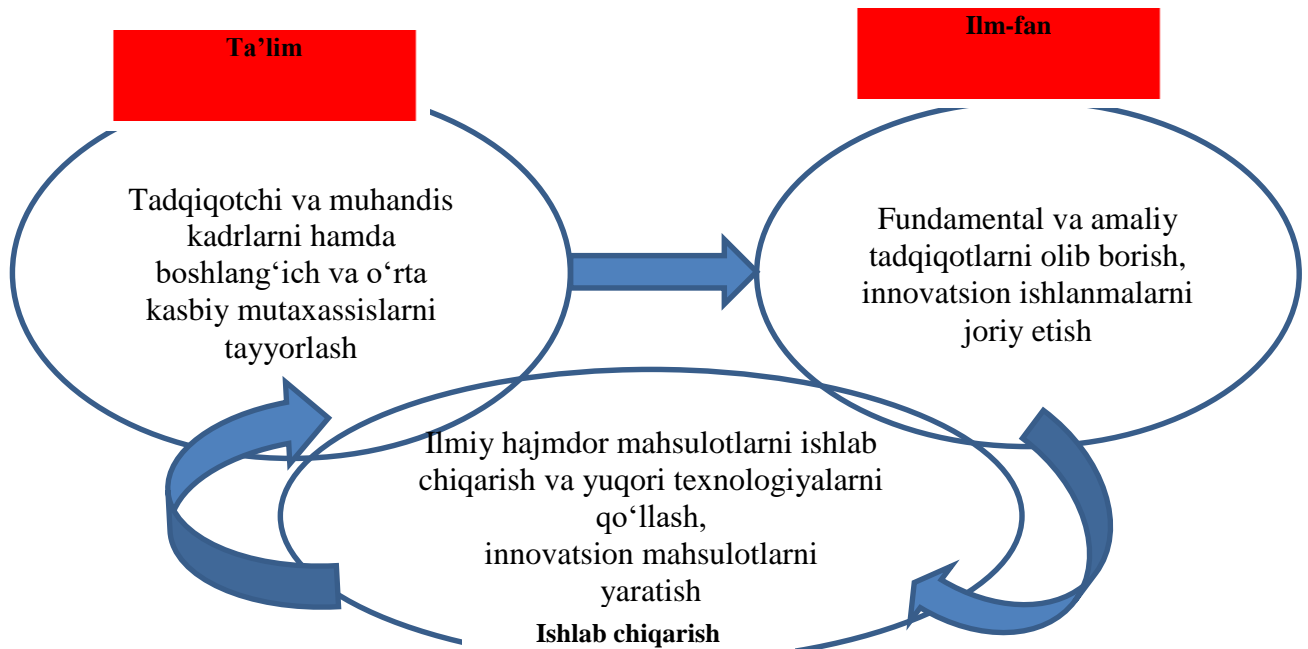 Ta’lim
Ilm-fan
Tadqiqotchi va muhandis
kadrlarni hamda
boshlang‘ich va o‘rta
kasbiy mutaxassislarni
tayyorlash
Fundamental va amaliy
tadqiqotlarni olib borish,
innovatsion ishlanmalarni
joriy etish
Ilmiy hajmdor mahsulotlarni ishlab
chiqarish va yuqori texnologiyalarni
qo‘llash,
innovatsion mahsulotlarni
yaratish
Ishlab chiqarish